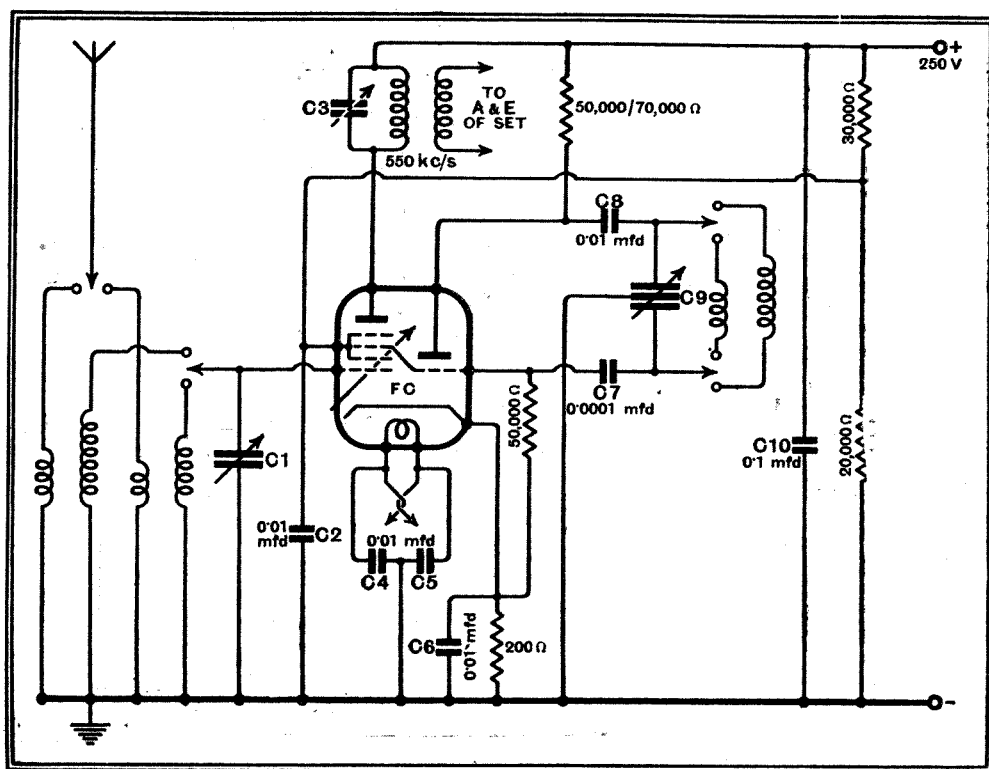 +
250 V
C3
TO
A & E
OF SET
550 kc/s
50,000/70,000 Ω
30,000 Ω
C8
0·01 mfd
C9
FC
C7
0·0001 mfd
50,000 Ω
C1
C10
0·1 mfd
20,000 Ω
0·01
mfd
C2
0·01 mfd
C4
C5
C6
0·01 mfd
200 Ω
-